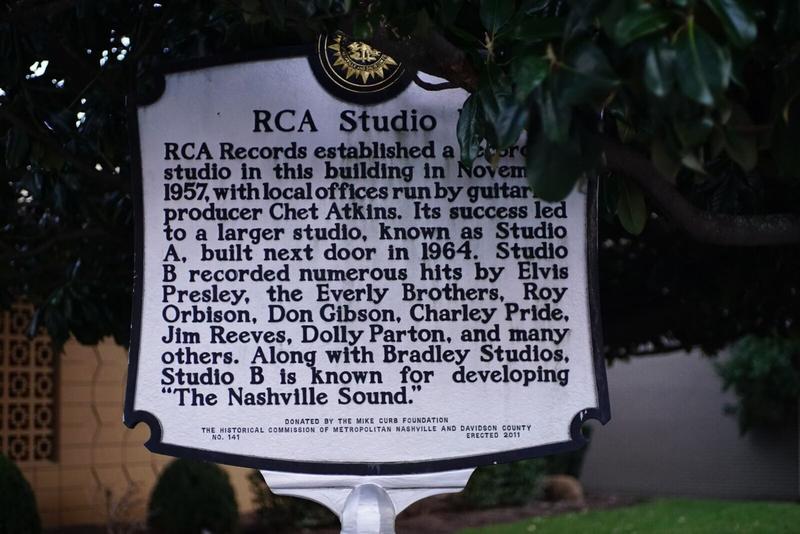 RCA Studio
RCA Records established a
studio in this building in
1957, with local offices run by
producer Chet Atkins. Its success led
to a larger studio, known as Studio
A, built next door in 1964. Studio
B recorded numerous hits by Elvis
Presley, the Everly Brothers, Roy
Orbison, Don Gibson, Charley Pride,
Jim Reeves, Dolly Parton, and many
others. Along with Bradley Studios,
Studio B is known for developing
“The Nashville Sound.”
DONATED BY THE MIKE CURB FOUNDATION
THE HISTORICAL COMMISSION OF METROPOLITAN NASHVILLE AND DAVIDSON COUNTY
NO. 141 ERECTED 2011